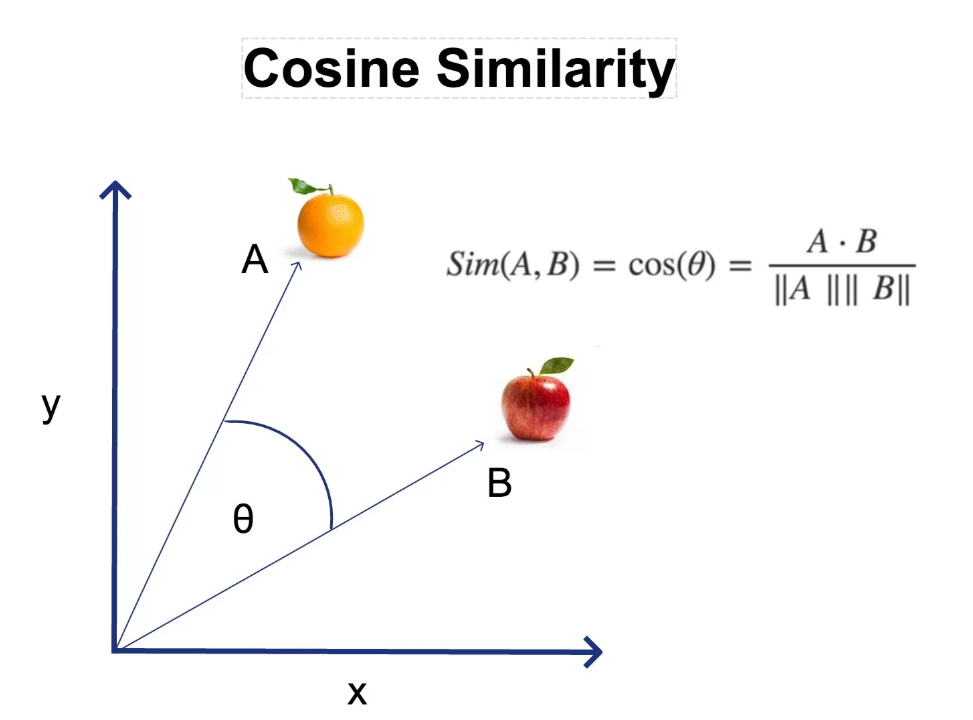 Cosine Similarity
A
Sim(A, B) = cos(θ) = A · B / ‖A ‖‖ B‖
y
B
θ
x